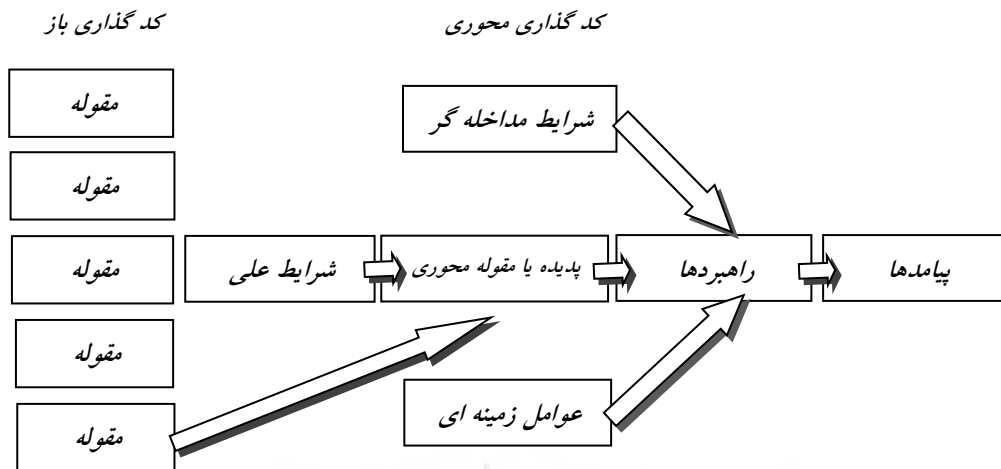 کد گذاری محوری
کد گذاری باز
مقوله
شرایط مداخله گر
مقوله
مقوله
شرایط علی
پدیده یا مقوله محوری
راهبردها
پیامدها
مقوله
عوامل زمینه ای
مقوله